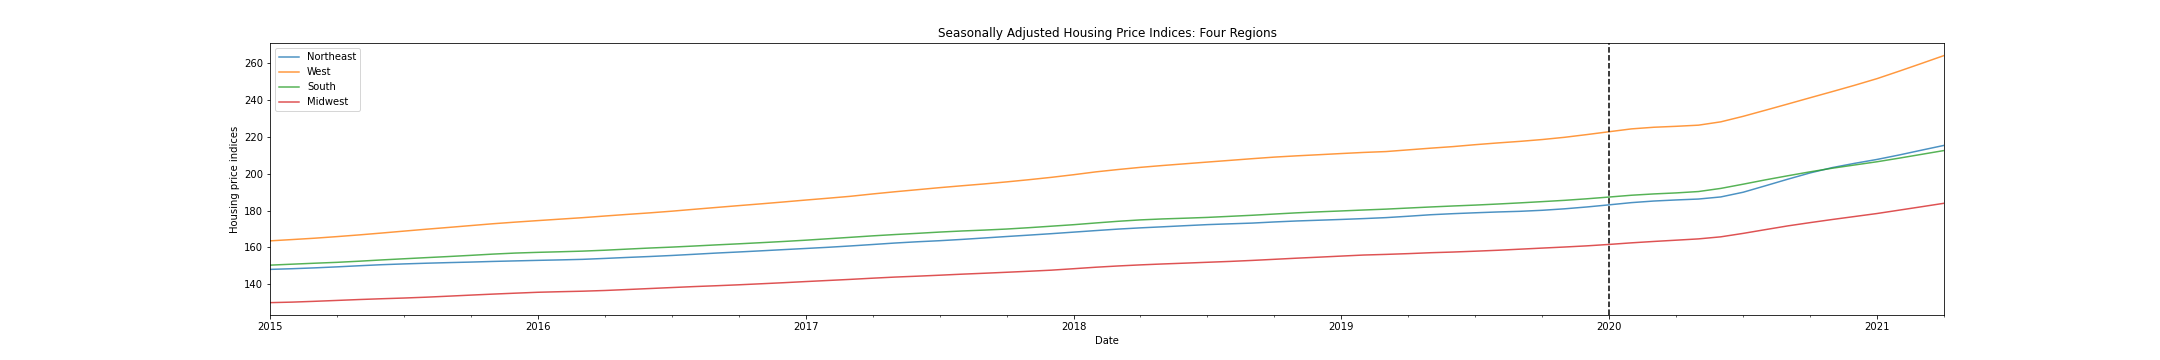 Seasonally Adjusted Housing Price Indices: Four Regions
Northeast
West
South
Midwest
Housing price indices
260
240
220
200
180
160
140
2015
2016
2017
2018
2019
2020
2021
Date